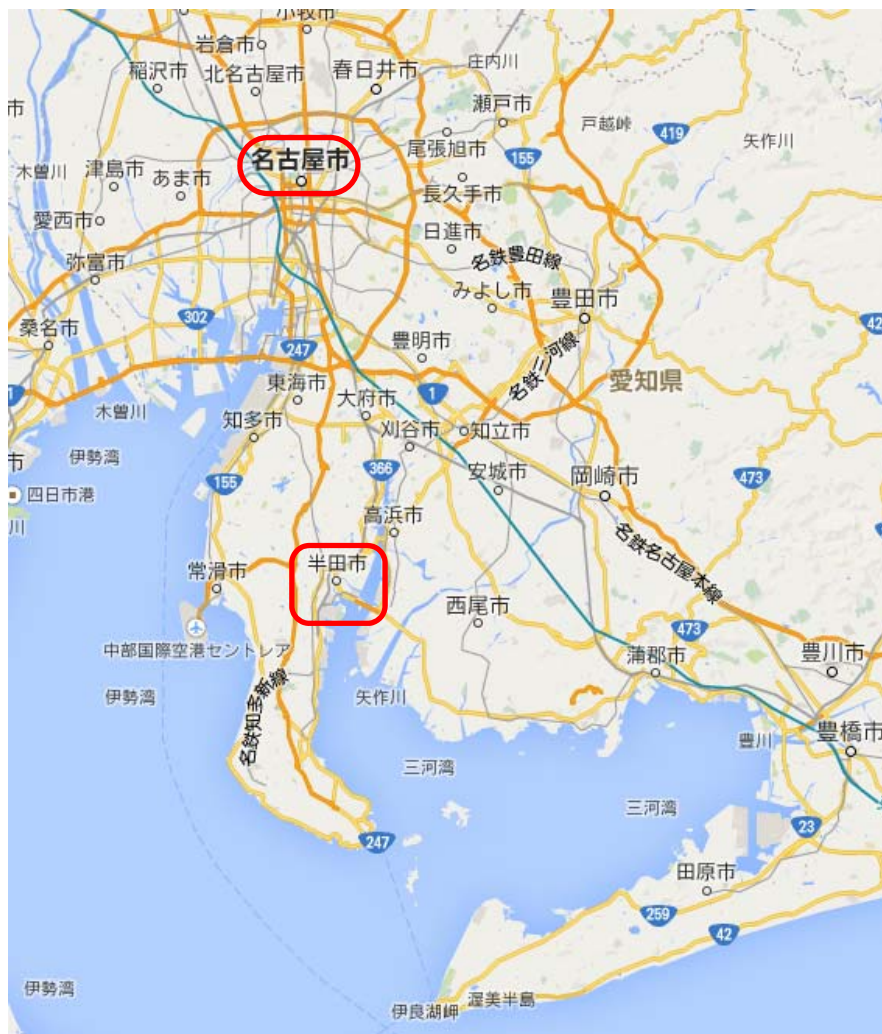 小牧市
岩倉市
稲沢市
北名古屋市
春日井市
庄内川
瀬戸市
戸越峠
419
矢作川
市
木曽川
津島市
あま市
名古屋市
尾張旭市
155
長久手市
愛西市
日進市
弥富市
名鉄豊田線
みよし市
豊田市
302
桑名市
247
豊明市
名鉄三河線
42
東海市
大府市
1
愛知県
1
木曽川
知多市
刈谷市
知立市
市
伊勢湾
366
安城市
岡崎市
473
155
四日市港
川
高浜市
名鉄名古屋本線
常滑市
半田市
西尾市
473
中部国際空港セントレア
蒲郡市
豊川市
伊勢湾
名鉄知多新線
矢作川
豊川
豊橋市
三河湾
三河湾
23
247
田原市
259
42
伊勢湾
伊良湖岬
渥美半島